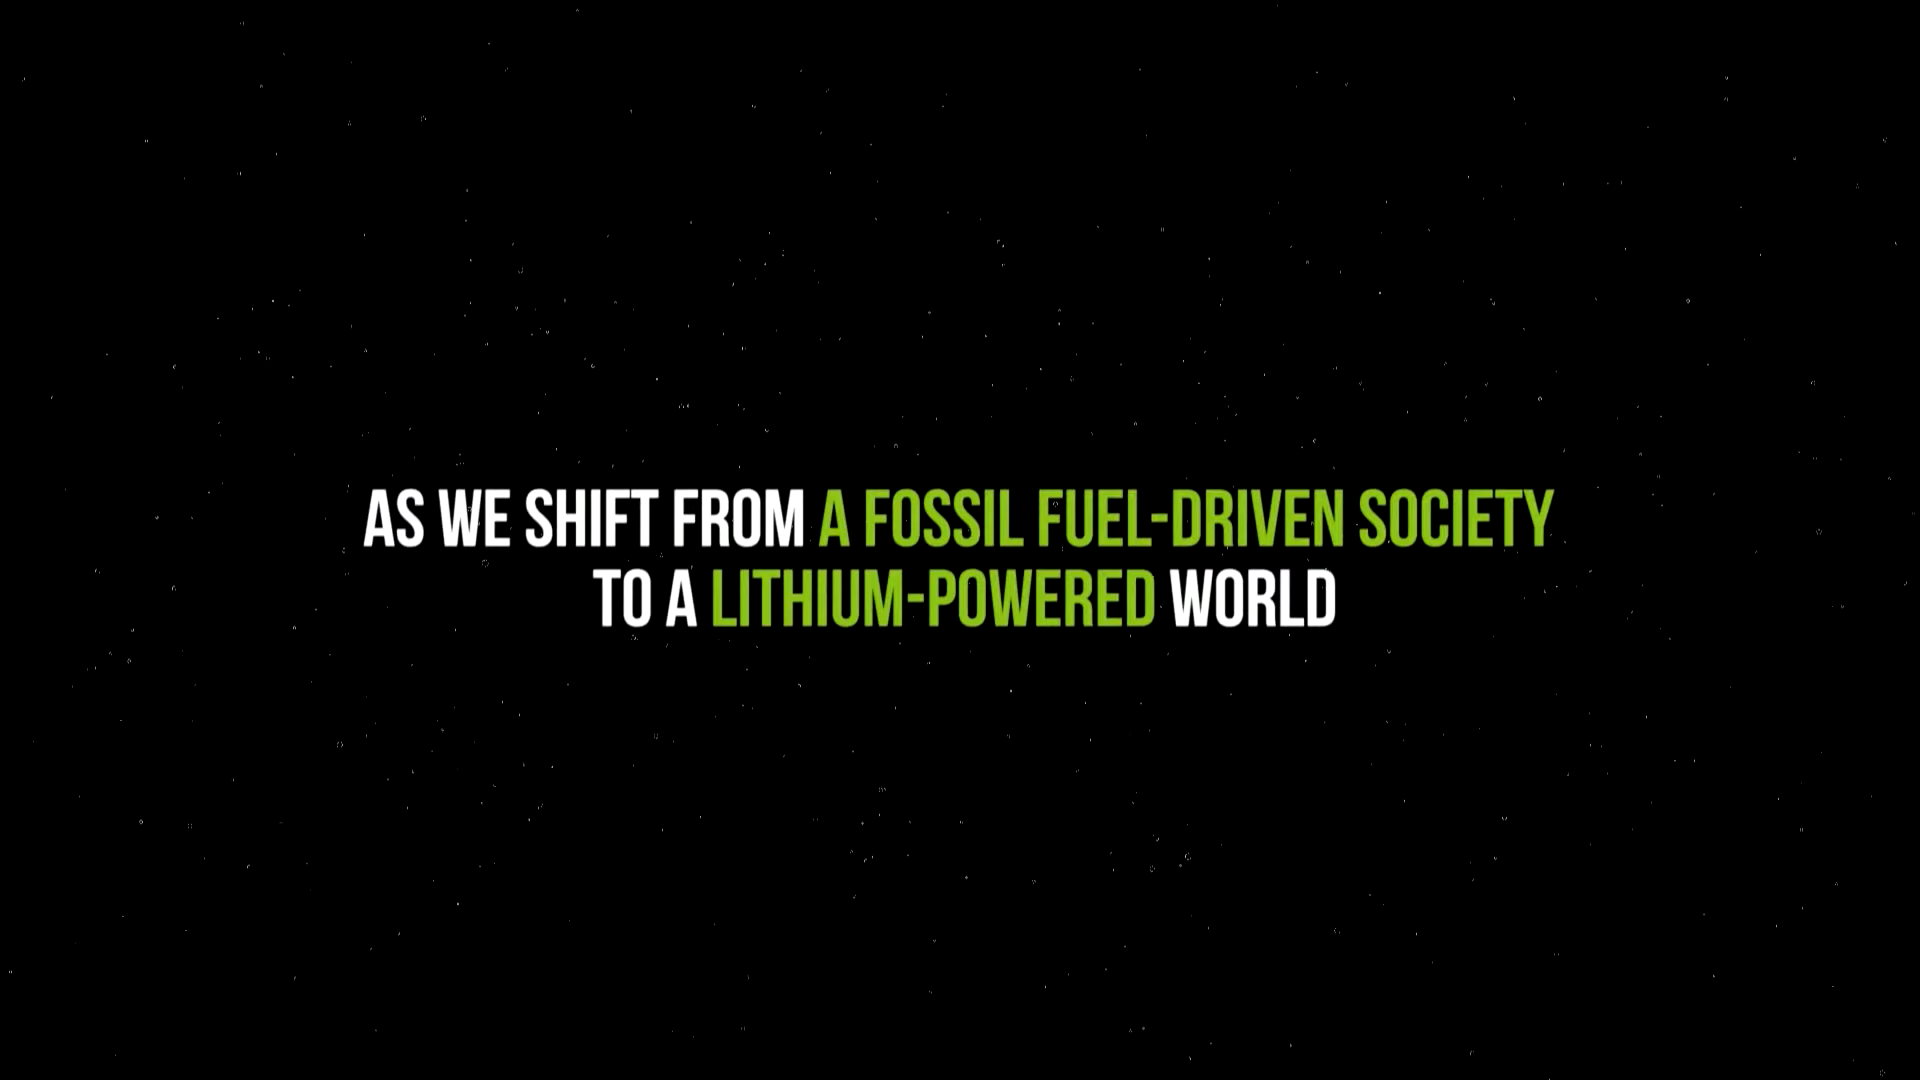 AS WE SHIFT FROM A FOSSIL FUEL-DRIVEN SOCIETY
TO A LITHIUM-POWERED WORLD